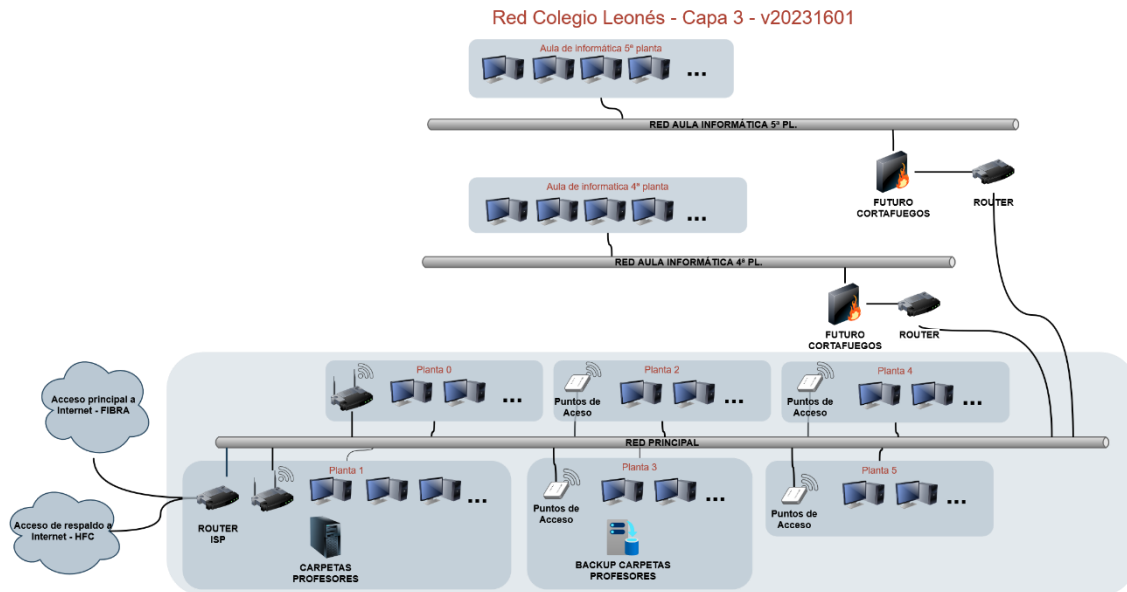 Red Colegio Leonés - Capa 3 - v20231601
Aula de informática 5ª planta
...
RED AULA INFORMÁTICA 5ª PL.
FUTURO
CORTAFUEGOS
ROUTER
Aula de informatica 4ª planta
...
RED AULA INFORMÁTICA 4ª PL.
FUTURO
CORTAFUEGOS
ROUTER
Acceso principal a
Internet - FIBRA
Planta 0
...
Planta 2
Puntos de
Aceso
...
Planta 4
Puntos de
Acceso
...
RED PRINCIPAL
Acceso de respaldo a
Internet - HFC
ROUTER
ISP
Planta 1
...
CARPETAS
PROFESORES
Planta 3
Puntos de
Acceso
...
BACKUP CARPETAS
PROFESORES
Planta 5
Puntos de
Acceso
...